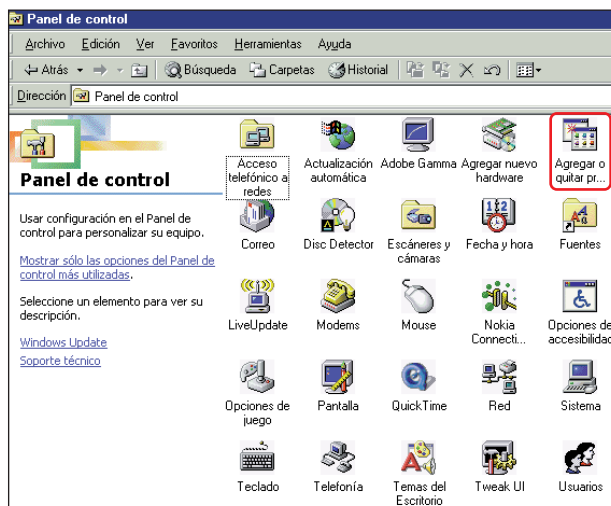 Panel de control
Archivo Edición Ver Favoritos Herramientas Ayuda
Atrás Búsqueda Carpetas Historial
Dirección Panel de control
Panel de control
Usar configuración en el Panel de
control para personalizar su equipo.
Mostrar sólo las opciones del Panel de
control más utilizadas.
Seleccione un elemento para ver su
descripción.
Windows Update
Soporte técnico
Acceso
telefónico a
redes
Actualización
automática
Adobe Gamma
Agregar nuevo
hardware
Agregar o
quitar pr...
Correo
Disc Detector
Escáneres y
cámaras
Fecha y hora
Fuentes
LiveUpdate
Modems
Mouse
Nokia
Connecti...
Opciones de
accesibilidad
Opciones de
juego
Pantalla
QuickTime
Red
Sistema
Teclado
Telefonía
Temas del
Escritorio
Tweak UI
Usuarios